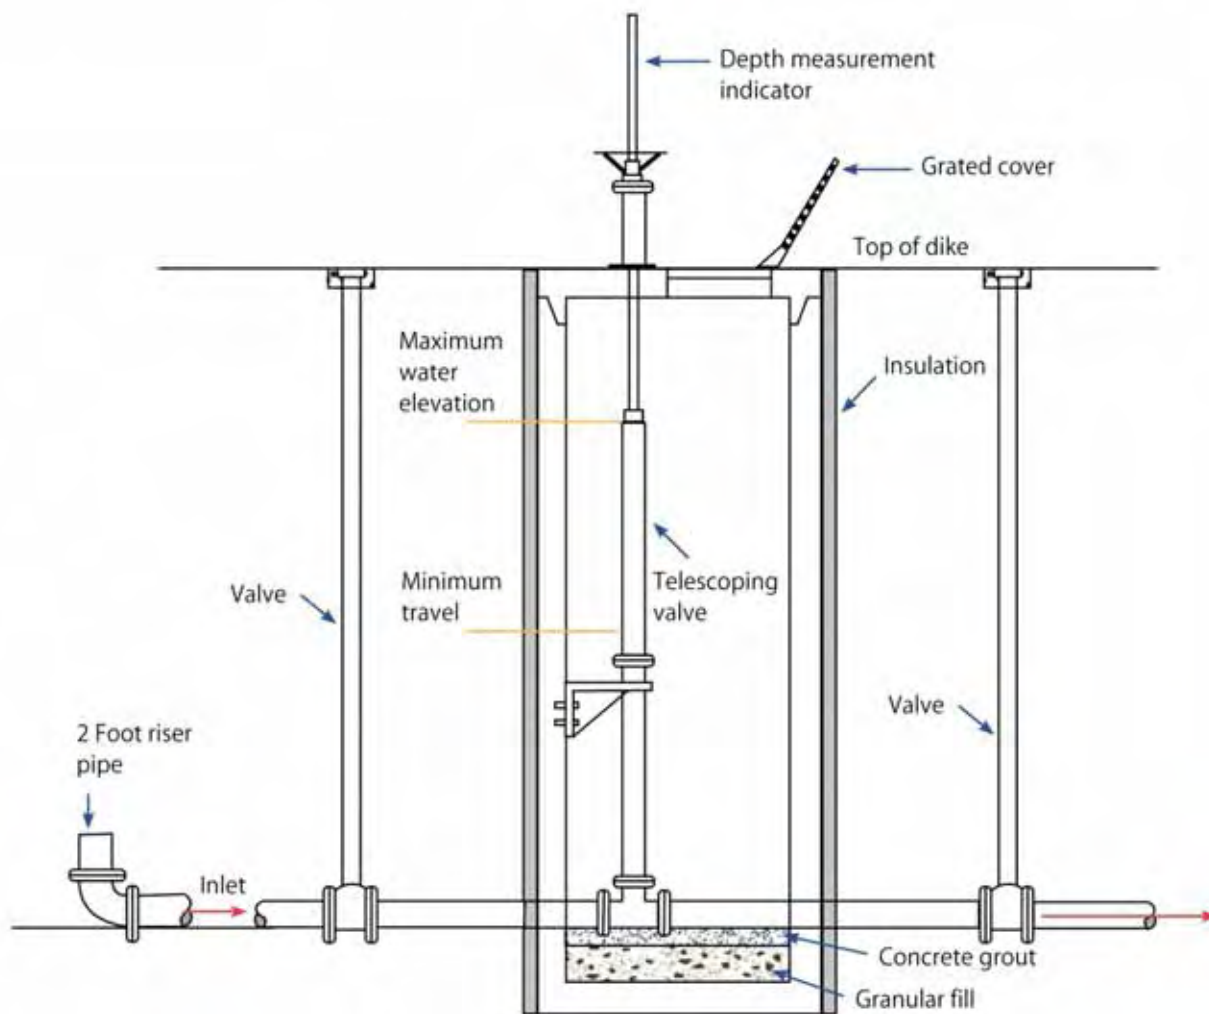 Depth measurement
indicator
Grated cover
Top of dike
Maximum
water
elevation
Insulation
Minimum
travel
Telescoping
valve
Valve
Valve
2 Foot riser
pipe
Inlet
Concrete grout
Granular fill